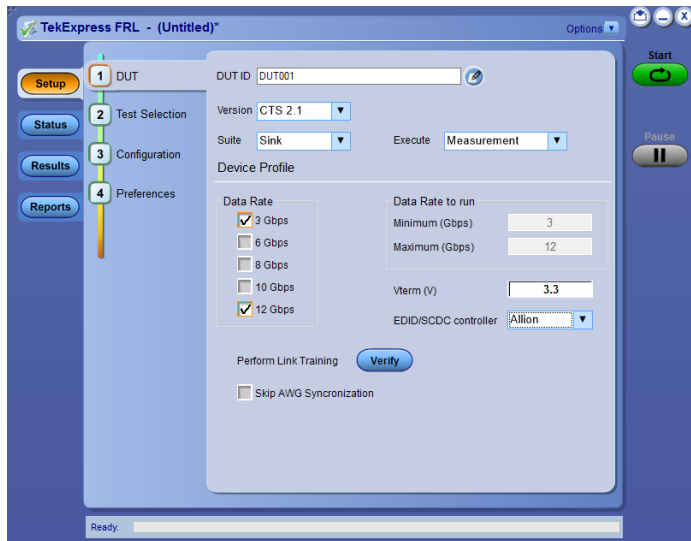 TekExpress FRL - (Untitled)*
Options
Start
Pause
Setup
Status
Results
Reports
1 DUT
2 Test Selection
3 Configuration
4 Preferences
DUT ID DUT001
Version CTS 2.1
Suite Sink Execute Measurement
Device Profile
Data Rate
3 Gbps
6 Gbps
8 Gbps
10 Gbps
12 Gbps
Data Rate to run
Minimum (Gbps) 3
Maximum (Gbps) 12
Vterm (V) 3.3
EDID/SCDC controller Allion
Perform Link Training Verify
Skip AWG Syncronization
Ready.